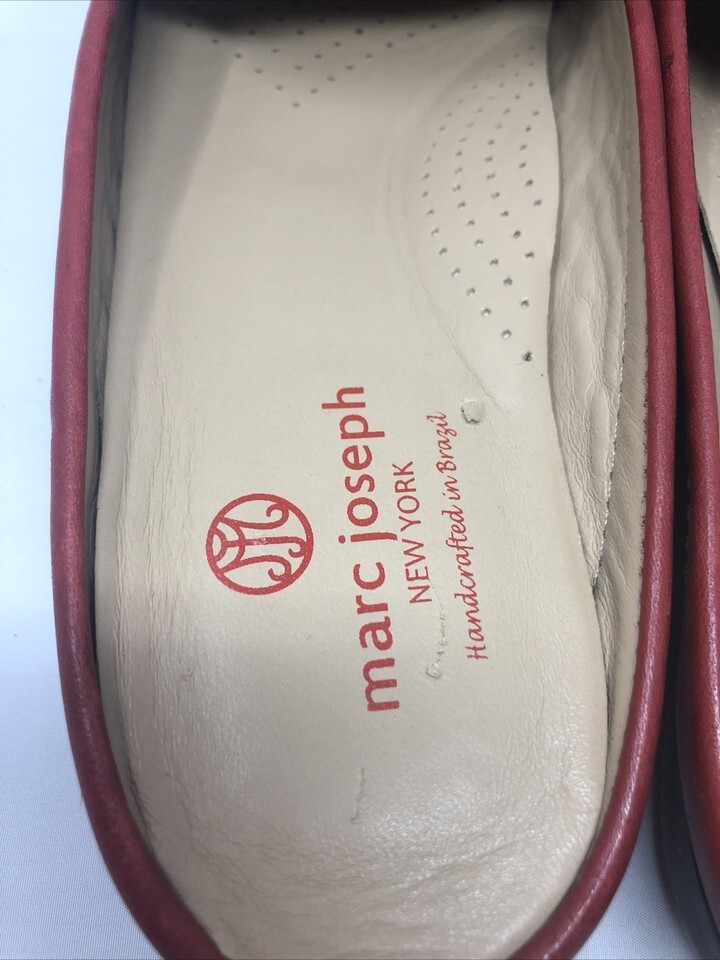 marc joseph
NEW YORK
Handcrafted in Brazil